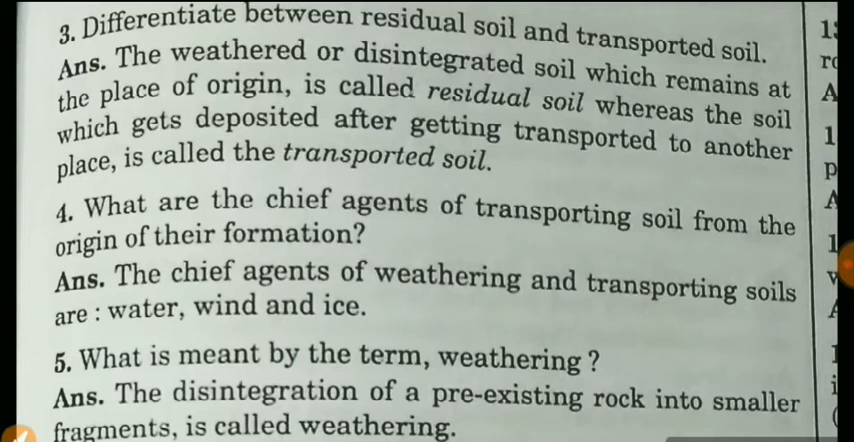 3. Differentiate between residual soil and transported soil.
Ans. The weathered or disintegrated soil which remains at
the place of origin, is called residual soil whereas the soil
which gets deposited after getting transported to another
place, is called the transported soil.
4. What are the chief agents of transporting soil from the
origin of their formation?
Ans. The chief agents of weathering and transporting soils
are : water, wind and ice.
5. What is meant by the term, weathering ?
Ans. The disintegration of a pre-existing rock into smaller
fragments, is called weathering.